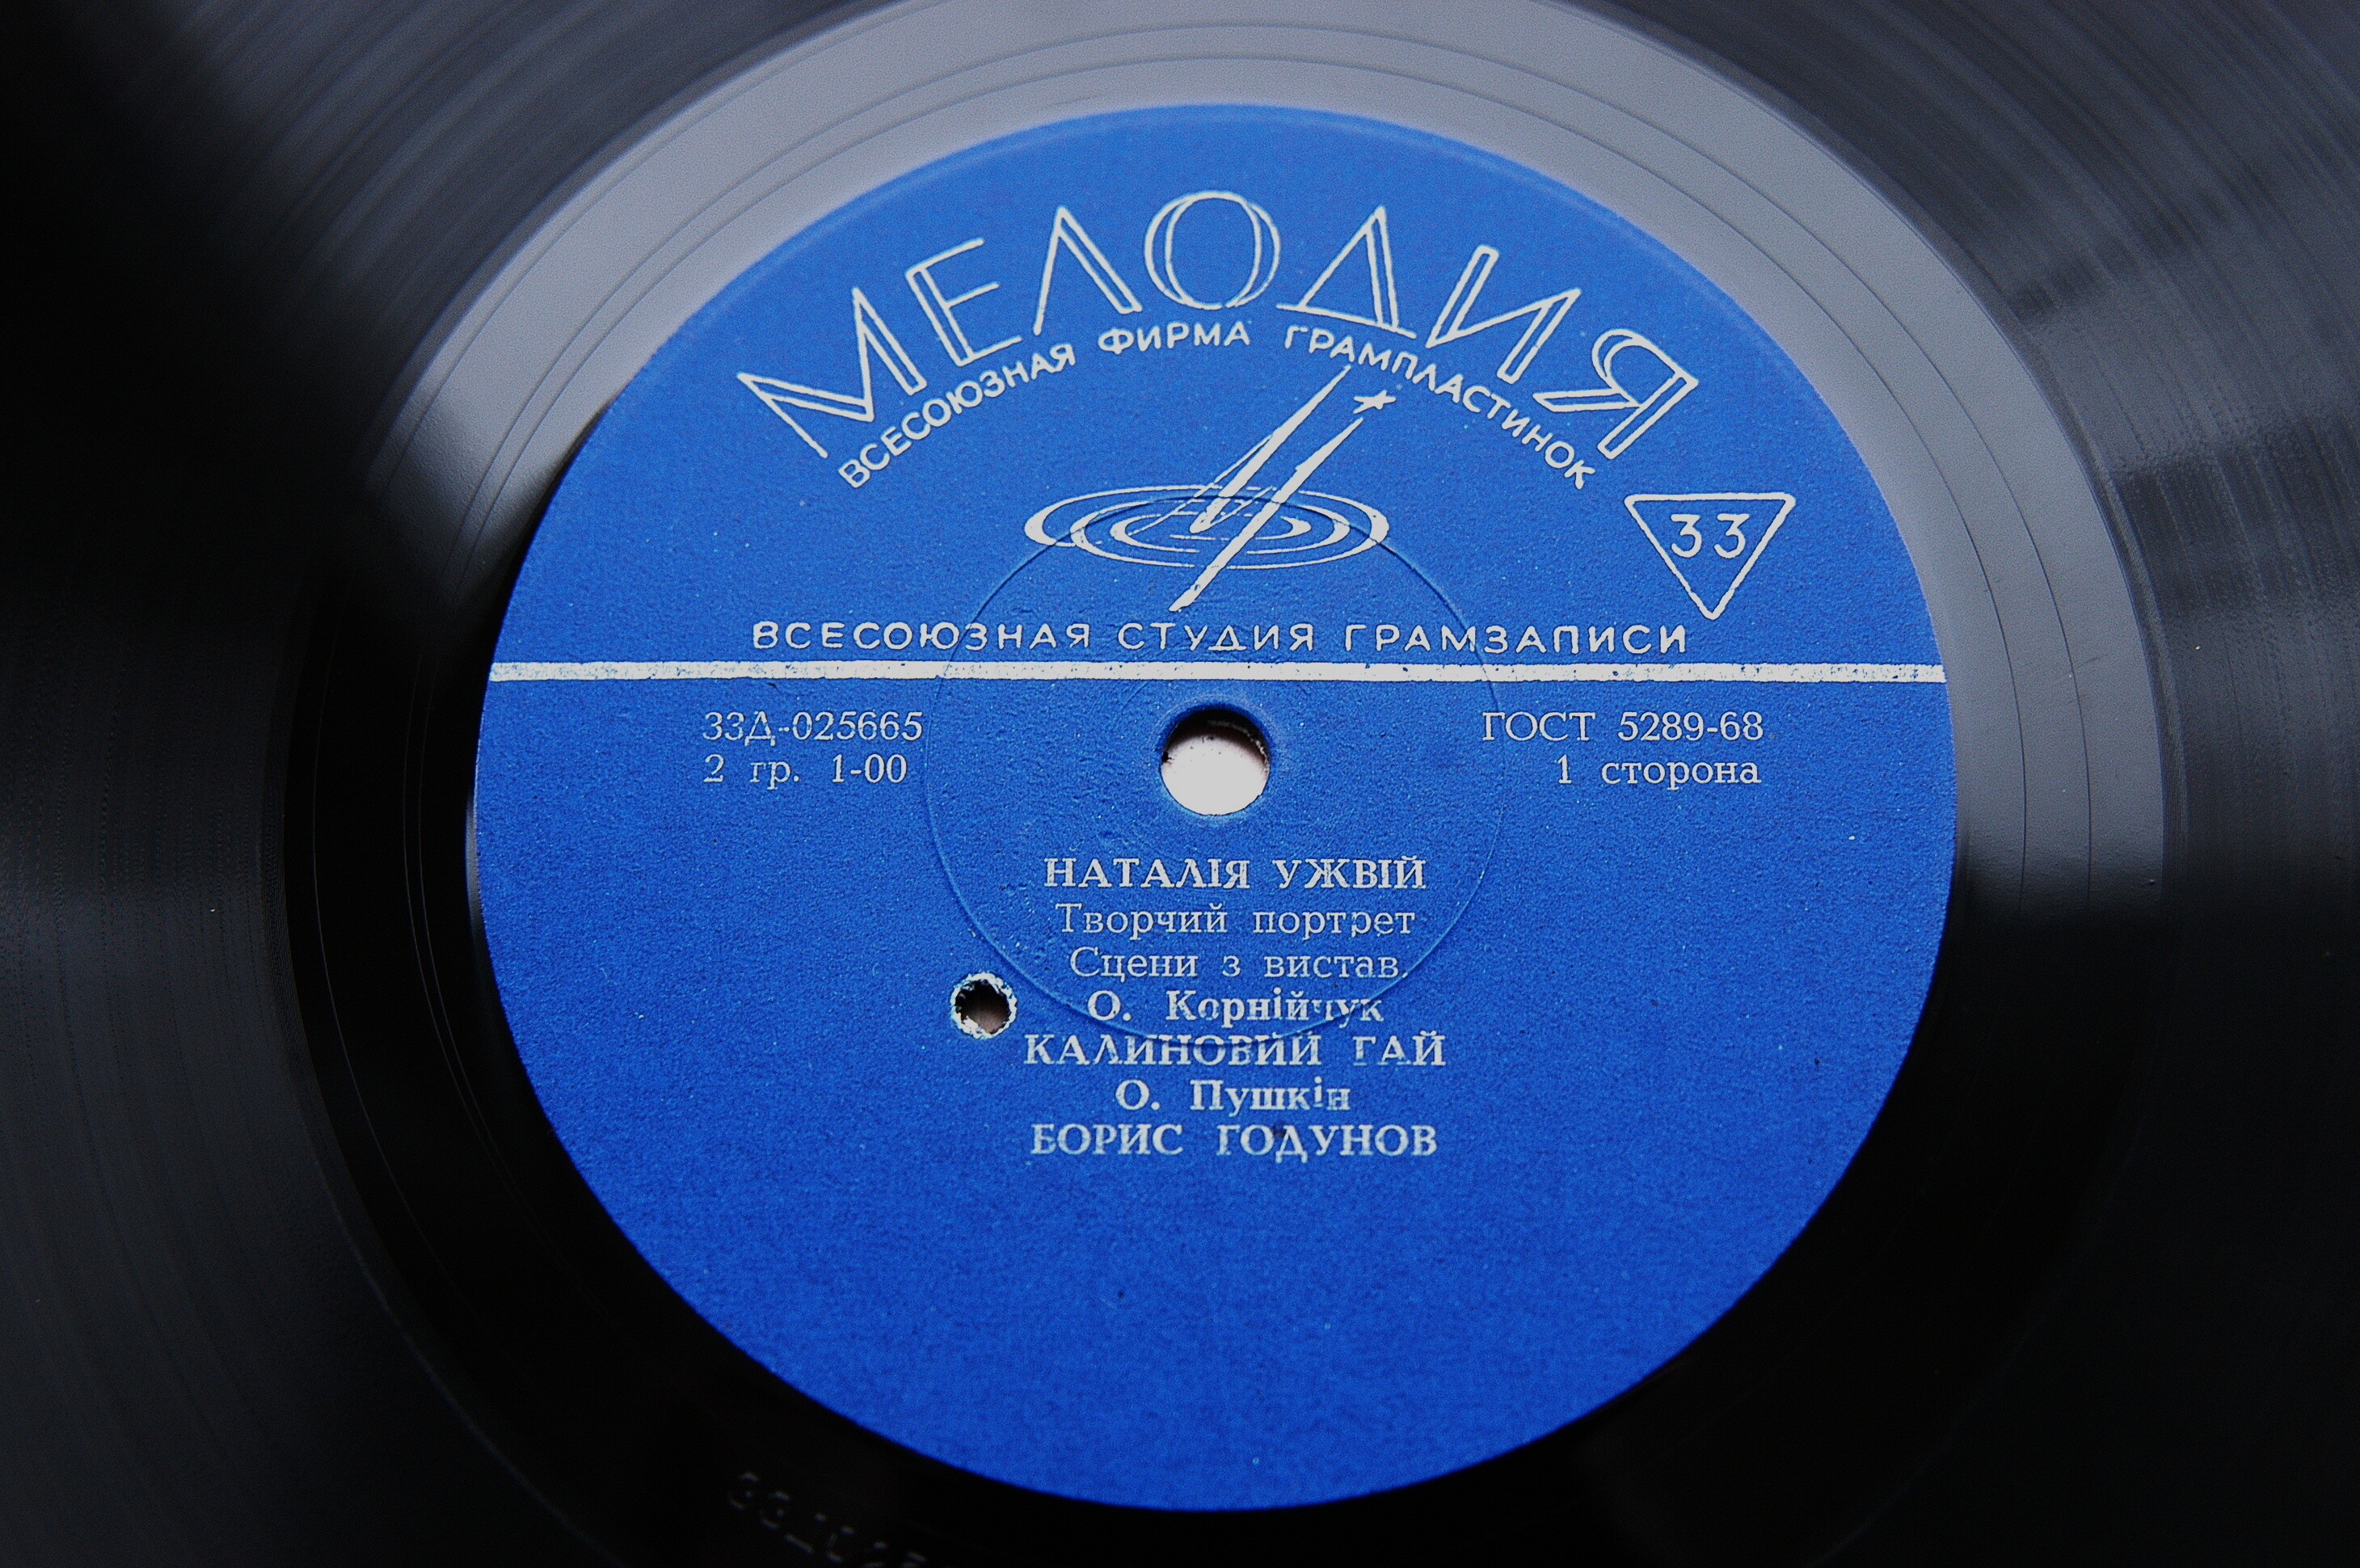 МЕЛОДИЯ
ВСЕСОЮЗНАЯ ФИРМА ГРАМПЛАСТИНОК
33
ВСЕСОЮЗНАЯ СТУДИЯ ГРАМЗАПИСИ
33Д-025665
ГОСТ 5289-68
2 гр. 1-00
1 сторона
НАТАЛІЯ УЖВІЙ
Творчий портрет
Сцени з вистав.
О. Корнійчук
КАЛИНОВИЙ ГАЙ
О. Пушкін
БОРИС ГОДУНОВ